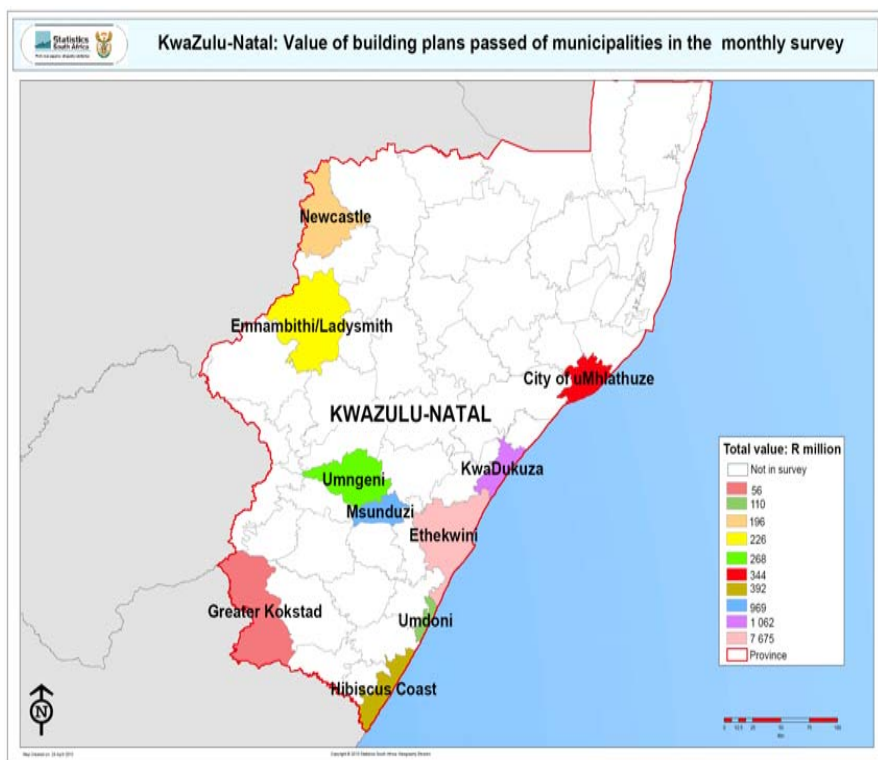 Statistics
South Africa
KwaZulu-Natal: Value of building plans passed of municipalities in the monthly survey
Newcastle
Emnambithi/Ladysmith
City of uMhlathuze
KWAZULU-NATAL
KwaDukuza
Umngeni
Msunduzi
Ethekwini
Greater Kokstad
Umdoni
Hibiscus Coast
Total value: R million
Not in survey
56
110
196
226
268
344
392
969
1 062
7 675
Province
N